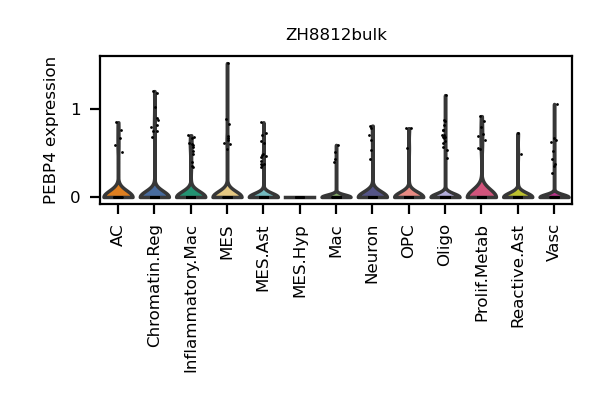 ZH8812bulk
PEBP4 expression
1
0
AC
Chromatin.Reg
Inflammatory.Mac
MES
MES.Ast
MES.Hyp
Mac
Neuron
OPC
Oligo
Prolif.Metab
Reactive.Ast
Vasc